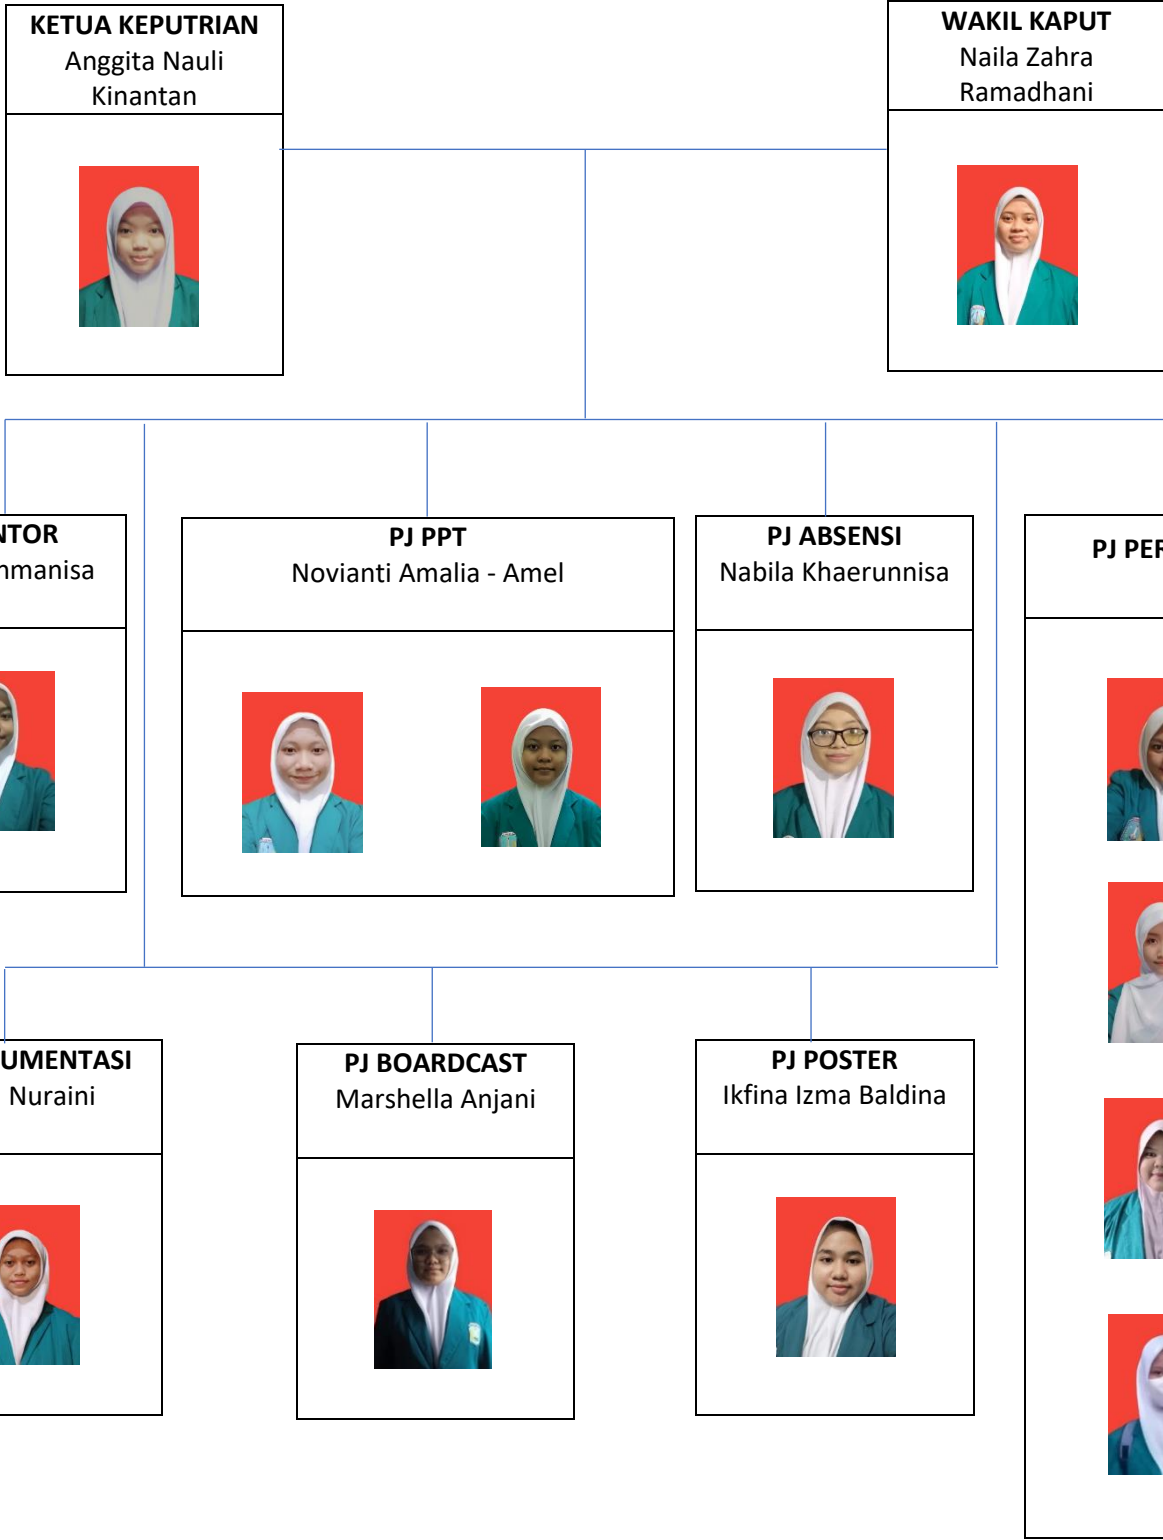 KETUA KEPUTRIAN
Anggita Nauli
Kinantan
WAKIL KAPUT
Naila Zahra
Ramadhani
PJ PPT
Novianti Amalia - Amel
PJ ABSENSI
Nabila Khaerunnisa
PJ
Nuraini
PJ BOARDCAST
Marshella Anjani
PJ POSTER
Ikfina Izma Baldina